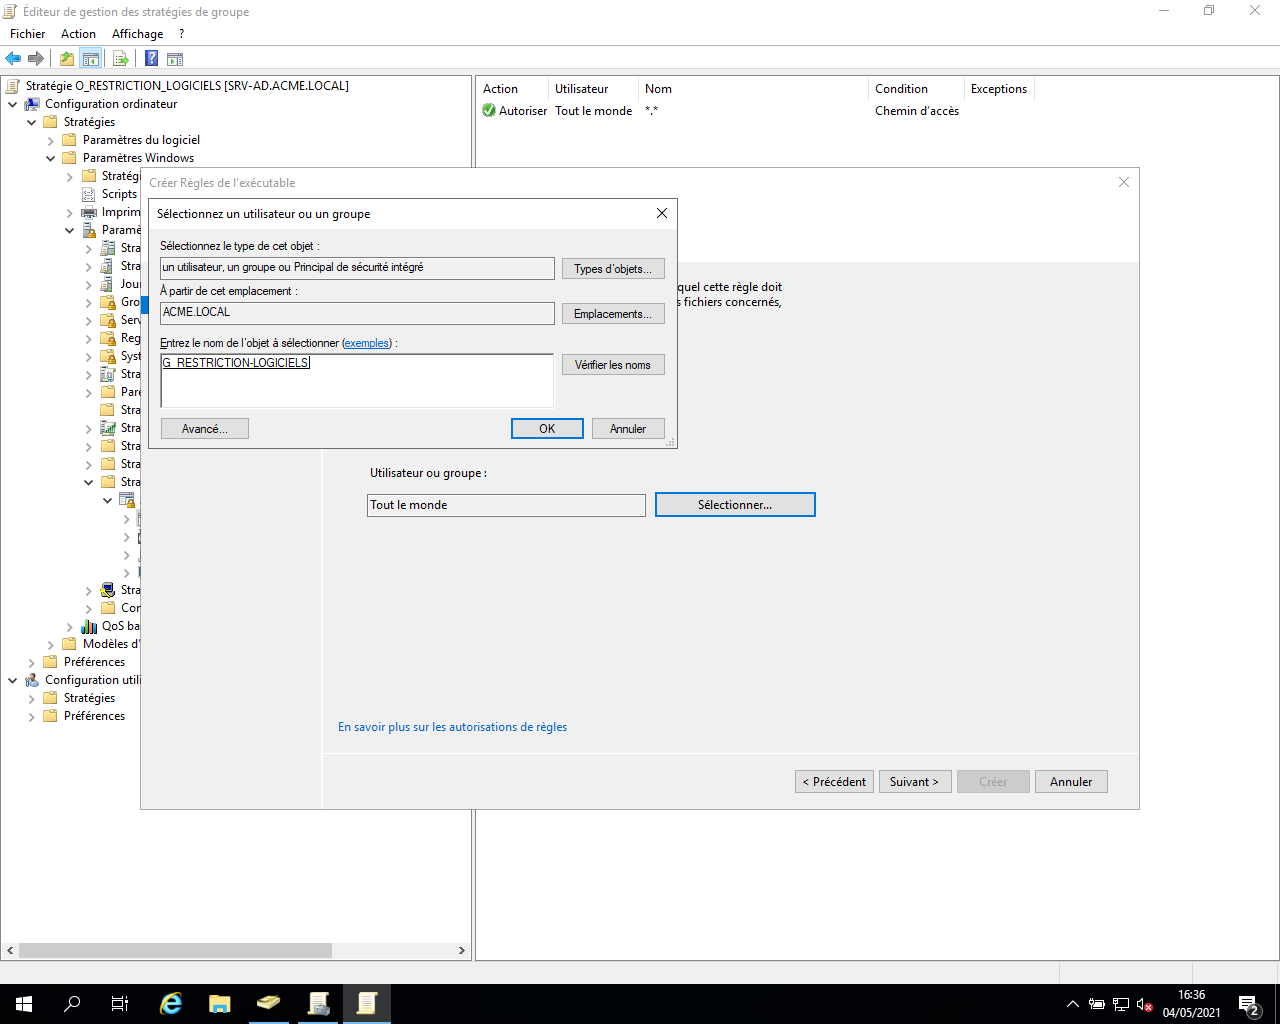 Éditeur de gestion des stratégies de groupe
Fichier Action Affichage ?
Stratégie O_RESTRICTION_LOGICIELS [SRV-AD.ACME.LOCAL]
Configuration ordinateur
Stratégies
Paramètres du logiciel
Paramètres Windows
Stratég
Scripts
Imprim
Paramè
Stra
Stra
Jou
Gro
Serv
Reg
Syst
Stra
Pare
Stra
Stra
Stra
Stra
Stra
Stra
Con
QoS ba
Modèles d'
Préférences
Configuration utili
Stratégies
Préférences
Action Utilisateur Nom Condition Exceptions
Autoriser Tout le monde *.* Chemin d'accès
Créer Règles de l'exécutable
Sélectionnez un utilisateur ou un groupe
Sélectionnez le type de cet objet :
un utilisateur, un groupe ou Principal de sécurité intégré
Types d'objets...
À partir de cet emplacement :
ACME.LOCAL
Emplacements...
Entrez le nom de l'objet à sélectionner (exemples) :
G_RESTRICTION-LOGICIELS
Vérifier les noms
Avancé...
OK
Annuler
quel cette règle doit
s fichiers concernés,
Utilisateur ou groupe :
Tout le monde
Sélectionner...
En savoir plus sur les autorisations de règles
< Précédent
Suivant >
Créer
Annuler
16:36
04/05/2021
2